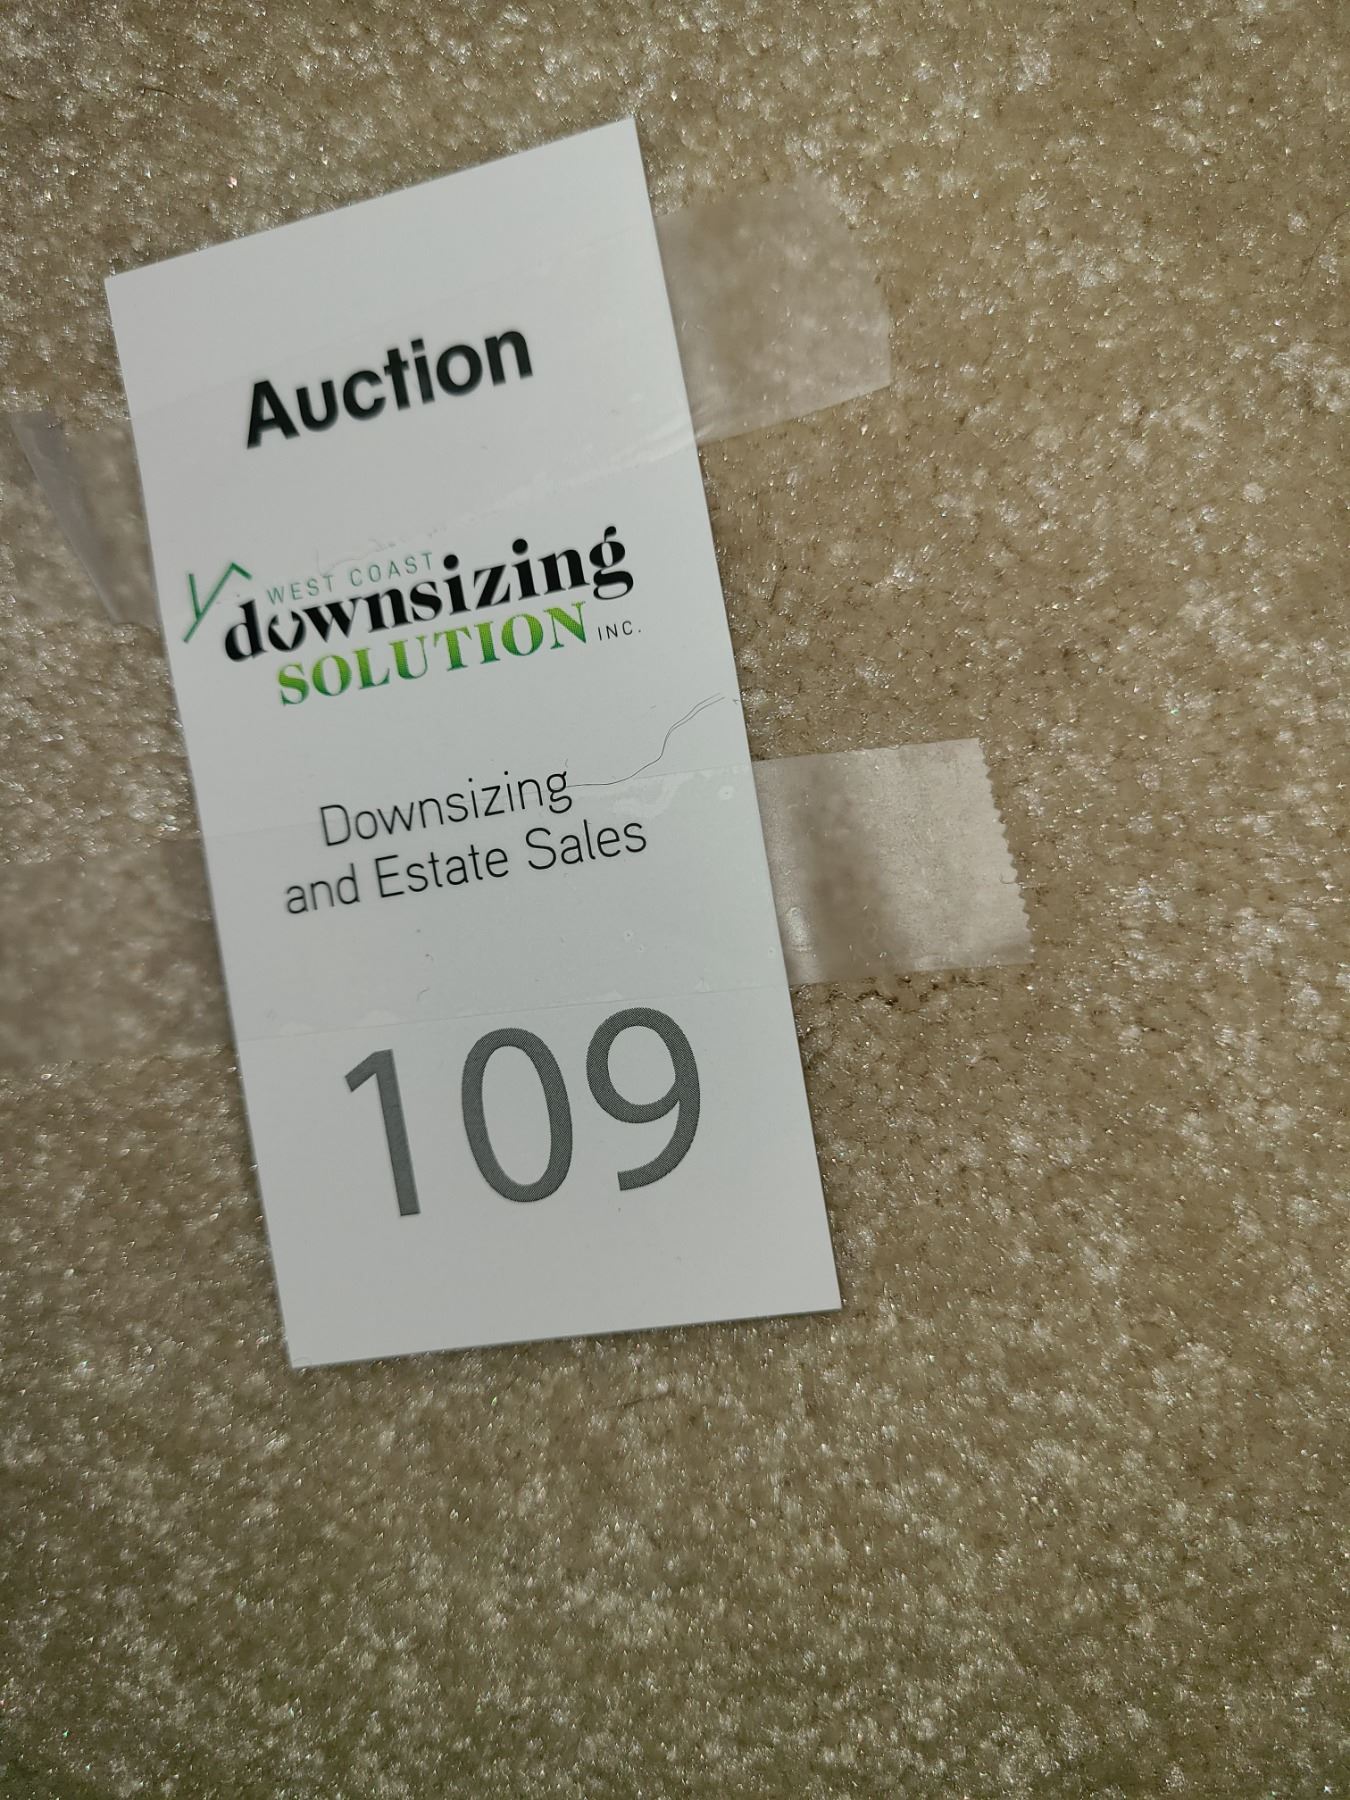 Auction
WEST COAST
downsizing
SOLUTION INC.
Downsizing
and Estate Sales
109